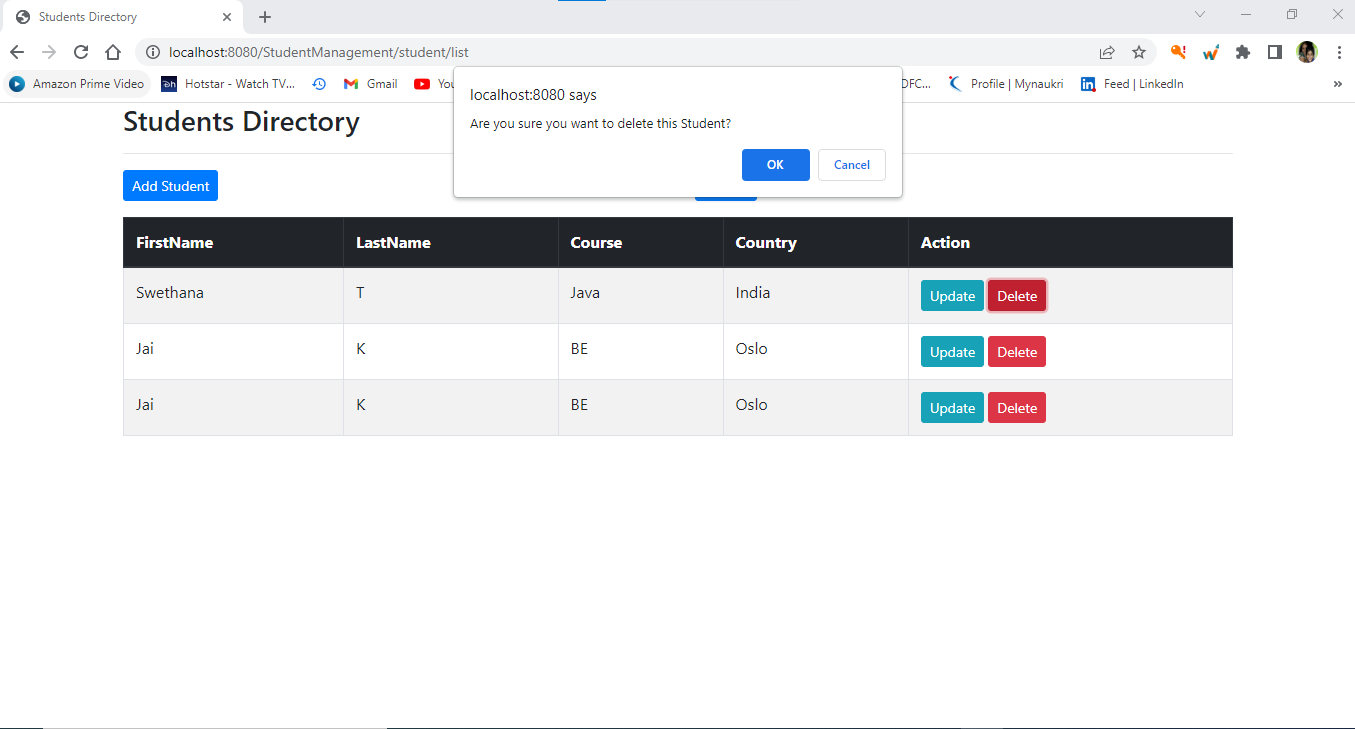 Students Directory
localhost:8080/StudentManagement/student/list
Amazon Prime Video Hotstar - Watch TV... Gmail DFC... Profile | Mynaukri Feed | LinkedIn
localhost:8080 says
Are you sure you want to delete this Student?
OK Cancel
Students Directory
Add Student
FirstName LastName Course Country Action
Swethana T Java India Update Delete
Jai K BE Oslo Update Delete
Jai K BE Oslo Update Delete